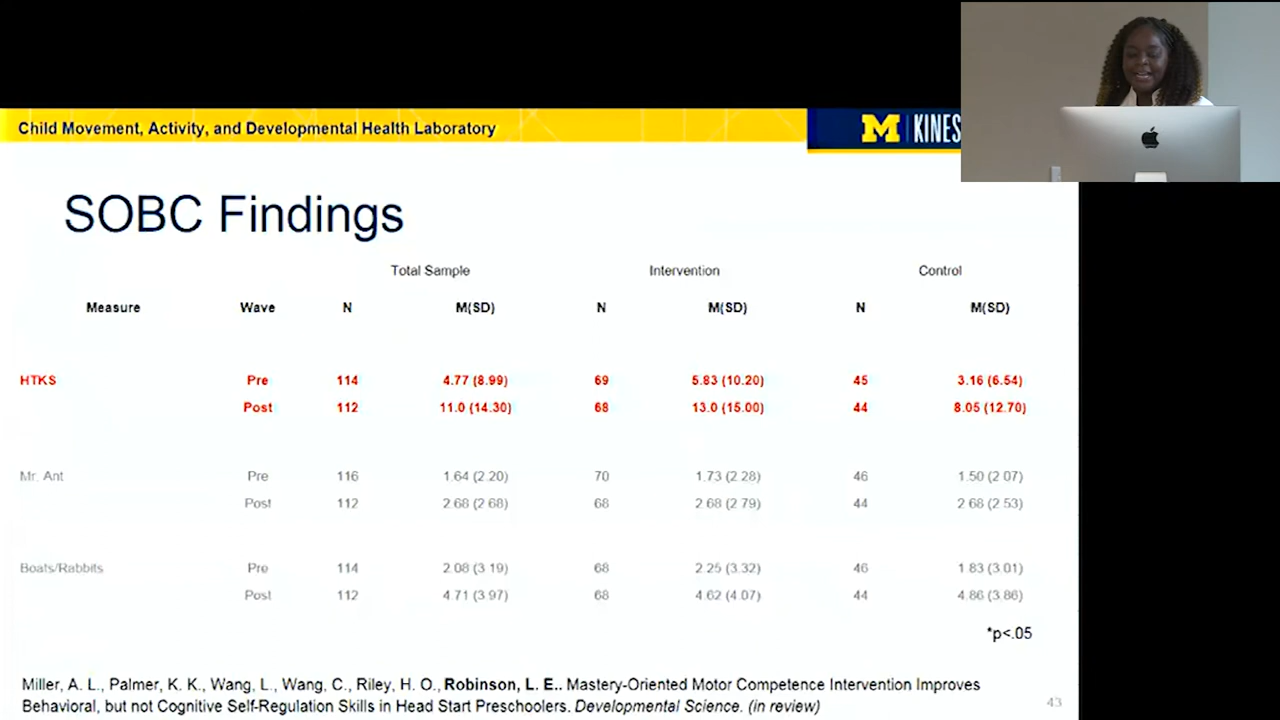 Child Movement, Activity, and Developmental Health Laboratory
M KINES
SOBC Findings
Total Sample Intervention Control
Measure Wave N M(SD) N M(SD) N M(SD)
HTKS Pre 114 4.77 (8.99) 69 5.83 (10.20) 45 3.16 (6.54)
Post 112 11.0 (14.30) 68 13.0 (15.00) 44 8.05 (12.70)
Mr. Ant Pre 116 1.64 (2.20) 70 1.73 (2.28) 46 1.50 (2.07)
Post 112 2.68 (2.68) 68 2.68 (2.79) 44 2.68 (2.53)
Boats/Rabbits Pre 114 2.08 (3.19) 68 2.25 (3.32) 46 1.83 (3.01)
Post 112 4.71 (3.97) 68 4.62 (4.07) 44 4.86 (3.86)
*p<.05
Miller, A. L., Palmer, K. K., Wang, L., Wang, C., Riley, H. O., Robinson, L. E.. Mastery-Oriented Motor Competence Intervention Improves
Behavioral, but not Cognitive Self-Regulation Skills in Head Start Preschoolers. Developmental Science. (in review)
43